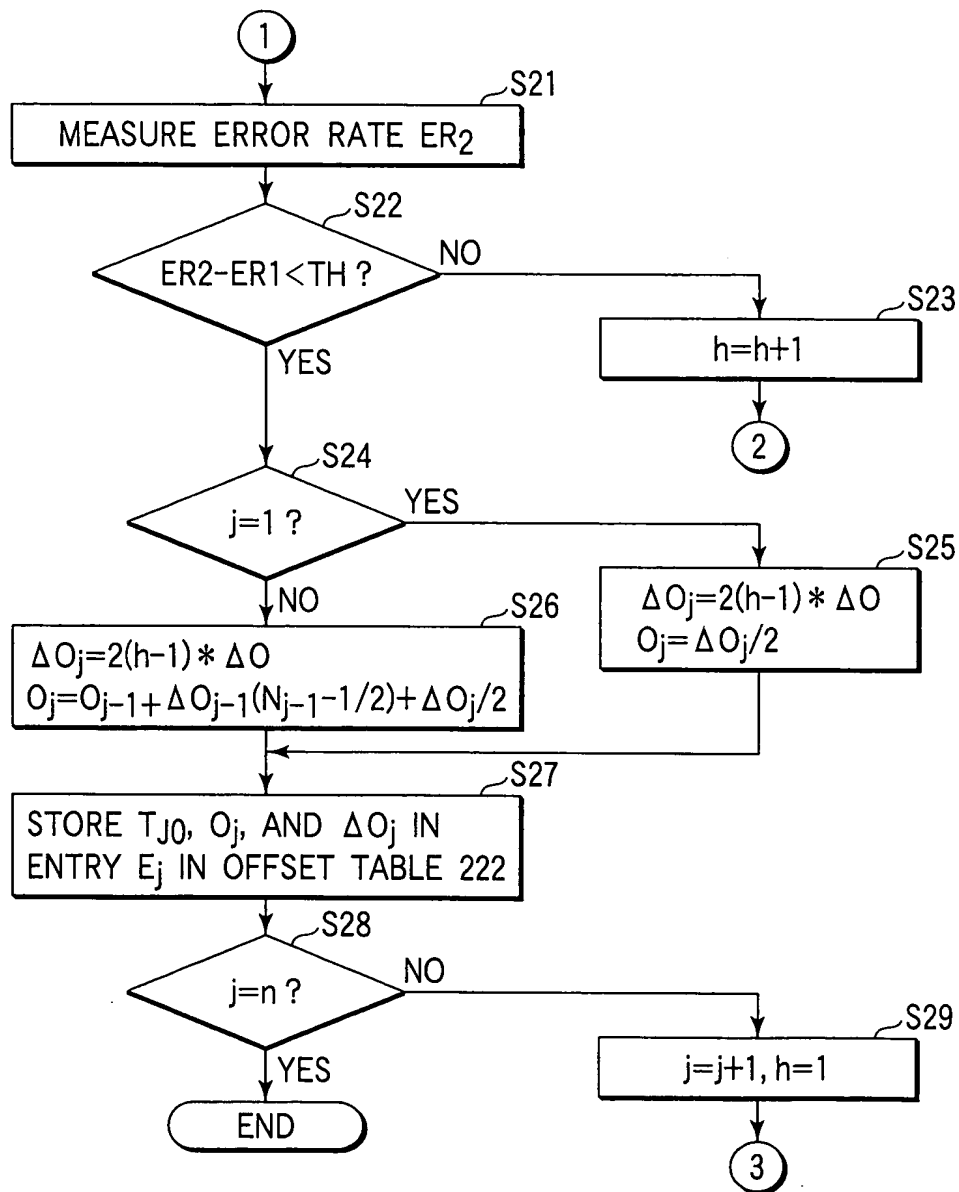 1
S21
MEASURE ERROR RATE ER2
S22
ER2-ER1<TH ?
NO
YES
S23
h=h+1
2
S24
j=1 ?
YES
NO
S25
ΔOj=2(h-1)*ΔO
Oj=ΔOj/2
S26
ΔOj=2(h-1)*ΔO
Oj=Oj-1+ΔOj-1(Nj-1-1/2)+ΔOj/2
S27
STORE TJ0, Oj, AND ΔOj IN
ENTRY Ej IN OFFSET TABLE 222
S28
j=n ?
NO
YES
S29
j=j+1, h=1
END
3